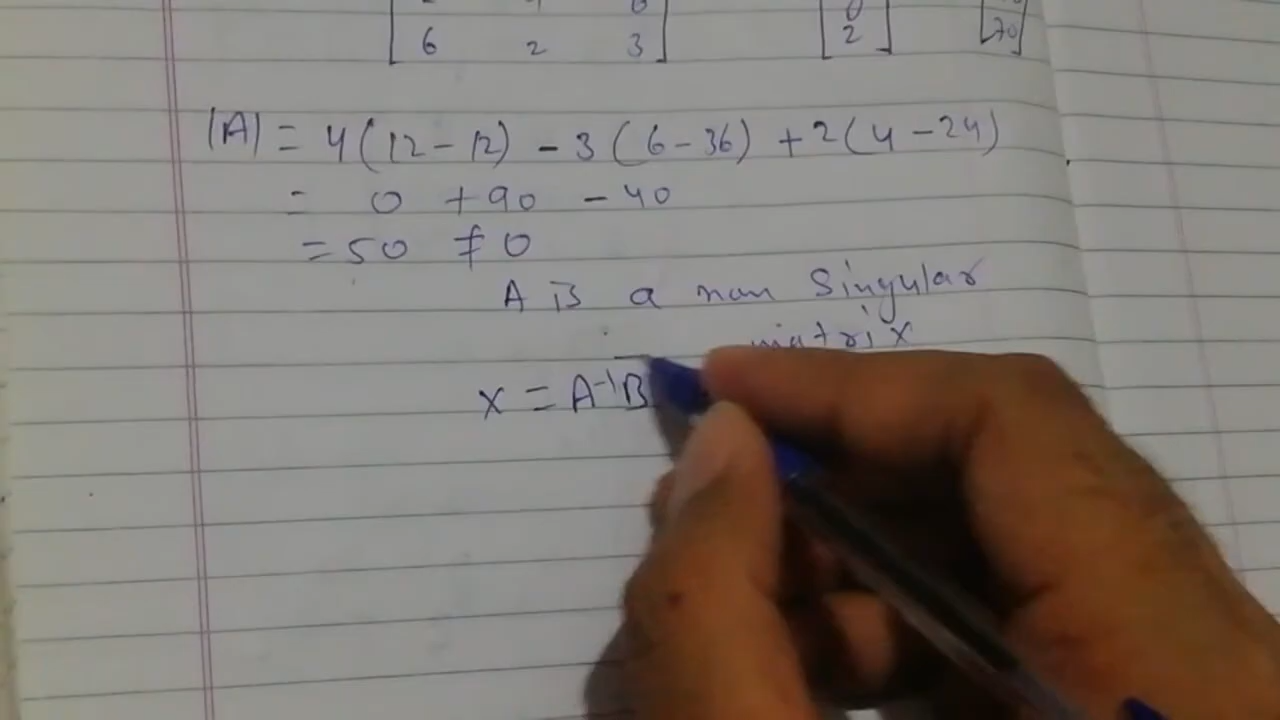 6 2 3 2 70
|A| = 4(12-12) -3(6-36) +2(4-24)
= 0 +90 -40
=50 ≠0
A is a non Singular
matrix
x = A⁻¹B